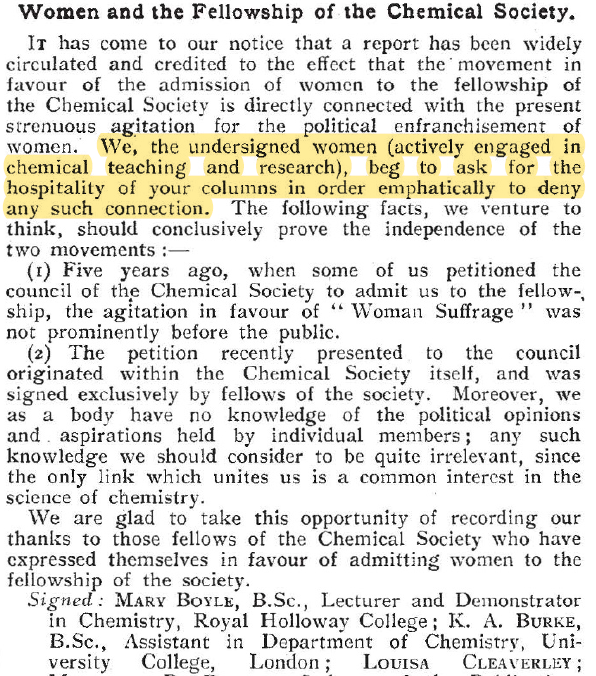 Women and the Fellowship of the Chemical Society.
IT has come to our notice that a report has been widely
circulated and credited to the effect that the movement in
favour of the admission of women to the fellowship of
the Chemical Society is directly connected with the present
strenuous agitation for the political enfranchisement of
women. We, the undersigned women (actively engaged in
chemical teaching and research), beg to ask for the
hospitality of your columns in order emphatically to deny
any such connection. The following facts, we venture to
think, should conclusively prove the independence of the
two movements :—
(1) Five years ago, when some of us petitioned the
council of the Chemical Society to admit us to the fellow-
ship, the agitation in favour of “ Woman Suffrage ” was
not prominently before the public.
(2) The petition recently presented to the council
originated within the Chemical Society itself, and was
signed exclusively by fellows of the society. Moreover, we
as a body have no knowledge of the political opinions
and aspirations held by individual members; any such
knowledge we should consider to be quite irrelevant, since
the only link which unites us is a common interest in the
science of chemistry.
We are glad to take this opportunity of recording our
thanks to those fellows of the Chemical Society who have
expressed themselves in favour of admitting women to the
fellowship of the society.
Signed: MARY BOYLE, B.Sc., Lecturer and Demonstrator
in Chemistry, Royal Holloway College; K. A. BURKE,
B.Sc., Assistant in Department of Chemistry, Uni-
versity College, London; LOUISA CLEAVERLEY;